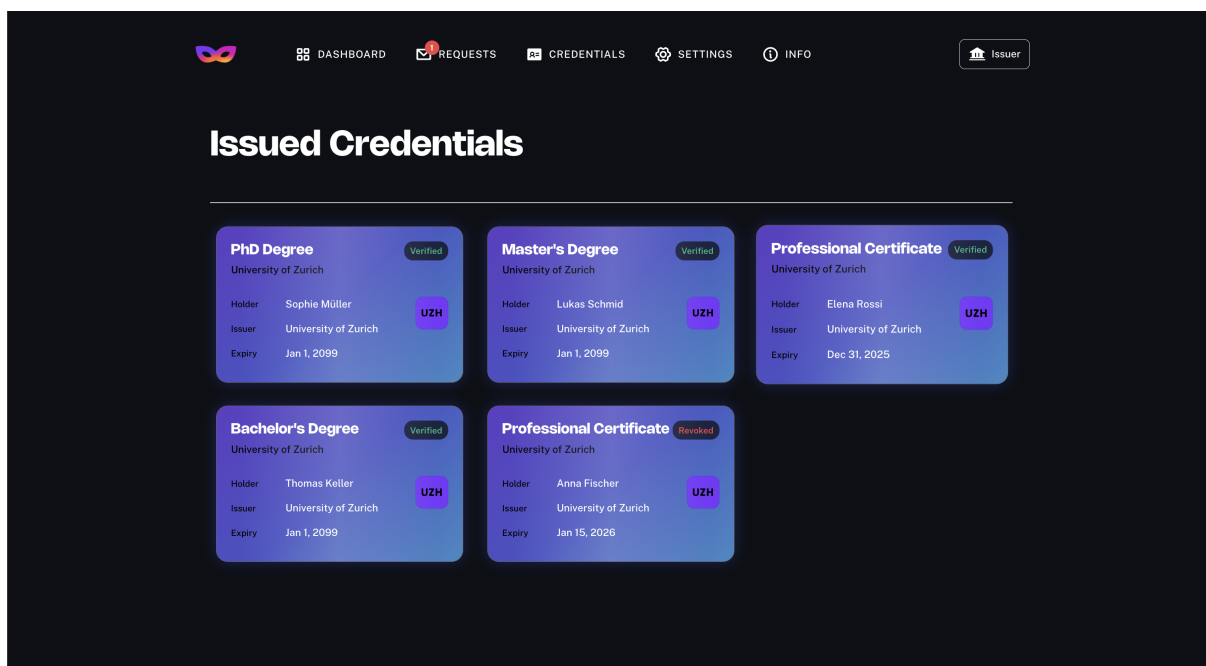 DASHBOARD
1
REQUESTS
CREDENTIALS
SETTINGS
INFO
Issuer
Issued Credentials
PhD Degree
Verified
University of Zurich
Holder Sophie Müller
UZH
Issuer University of Zurich
Expiry Jan 1, 2099
Master's Degree
Verified
University of Zurich
Holder Lukas Schmid
UZH
Issuer University of Zurich
Expiry Jan 1, 2099
Professional Certificate
Verified
University of Zurich
Holder Elena Rossi
UZH
Issuer University of Zurich
Expiry Dec 31, 2025
Bachelor's Degree
Verified
University of Zurich
Holder Thomas Keller
UZH
Issuer University of Zurich
Expiry Jan 1, 2099
Professional Certificate
Revoked
University of Zurich
Holder Anna Fischer
UZH
Issuer University of Zurich
Expiry Jan 15, 2026